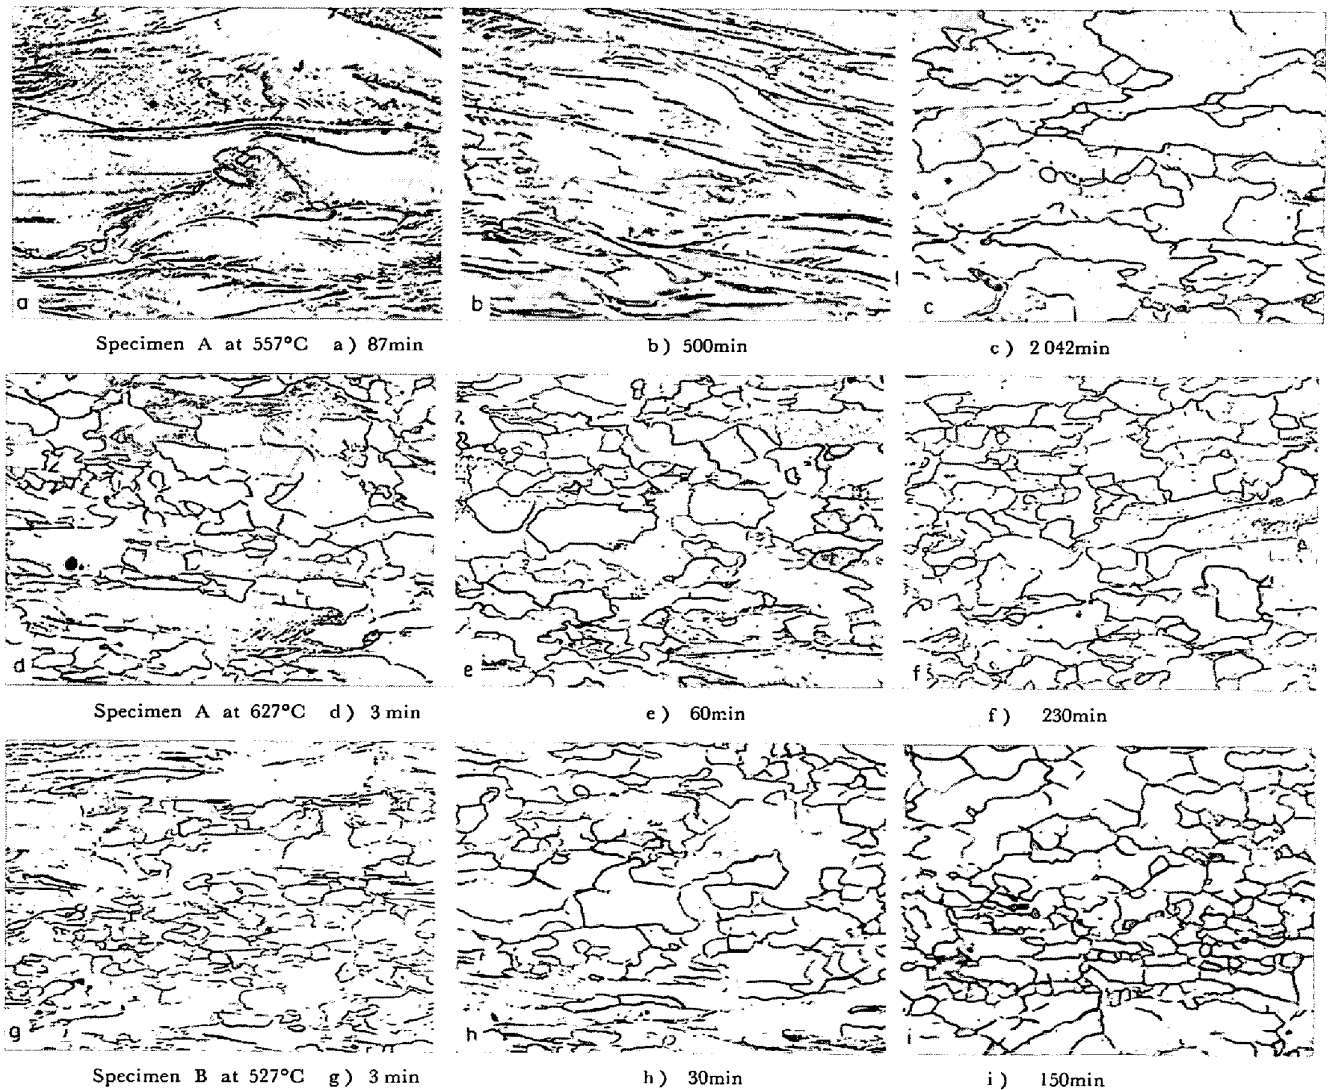 a
b
c
Specimen A at 557°C a) 87min
b) 500min
c) 2 042min
d
e
f
Specimen A at 627°C d) 3 min
e) 60min
f) 230min
g
h
i
Specimen B at 527°C g) 3 min
h) 30min
i) 150min